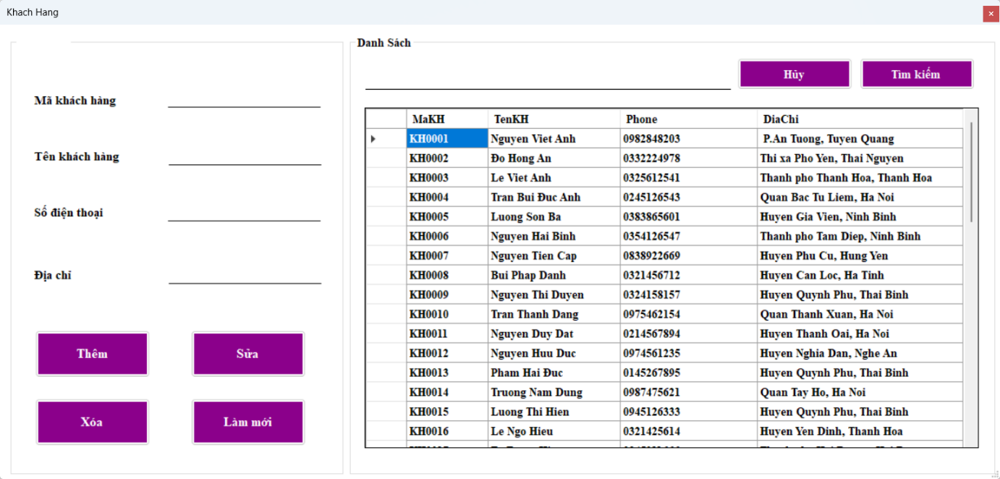 Khach Hang
Danh Sách
Hủy
Tìm kiếm
Mã khách hàng
Tên khách hàng
Số điện thoại
Địa chỉ
Thêm
Sửa
Xóa
Làm mới
MaKH TenKH Phone DiaChi
KH0001 Nguyen Viet Anh 0982848203 P.An Tuong, Tuyen Quang
KH0002 Đo Hong An 0332224978 Thi xa Pho Yen, Thai Nguyen
KH0003 Le Viet Anh 0325612541 Thanh pho Thanh Hoa, Thanh Hoa
KH0004 Tran Bui Đuc Anh 0245126543 Quan Bac Tu Liem, Ha Noi
KH0005 Luong Son Ba 0383865601 Huyen Gia Vien, Ninh Binh
KH0006 Nguyen Hai Binh 0354126547 Thanh pho Tam Diep, Ninh Binh
KH0007 Nguyen Tien Cap 0838922669 Huyen Phu Cu, Hung Yen
KH0008 Bui Phap Danh 0321456712 Huyen Can Loc, Ha Tinh
KH0009 Nguyen Thi Duyen 0324158157 Huyen Quynh Phu, Thai Binh
KH0010 Tran Thanh Dang 0975462154 Quan Thanh Xuan, Ha Noi
KH0011 Nguyen Duy Dat 0214567894 Huyen Thanh Oai, Ha Noi
KH0012 Nguyen Huu Duc 0974561235 Huyen Nghia Dan, Nghe An
KH0013 Pham Hai Đuc 0145267895 Huyen Quynh Phu, Thai Binh
KH0014 Truong Nam Dung 0987475621 Quan Tay Ho, Ha Noi
KH0015 Luong Thi Hien 0945126333 Huyen Quynh Phu, Thai Binh
KH0016 Le Ngo Hieu 0321425614 Huyen Yen Dinh, Thanh Hoa